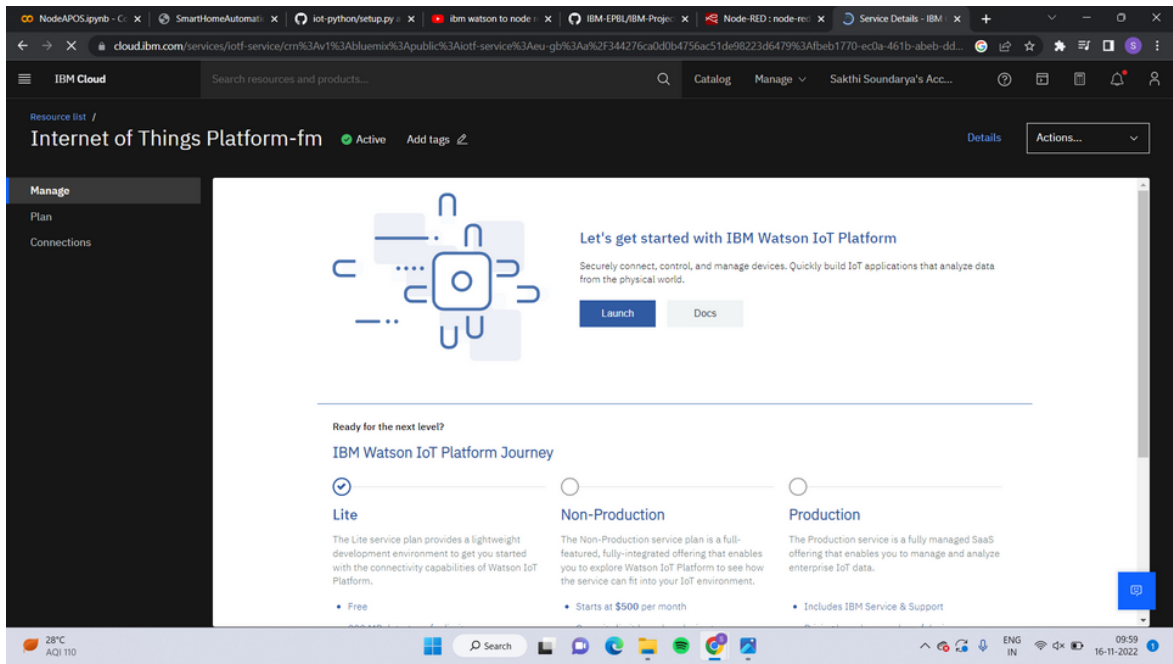 NodeAPOS.ipynb - Co
SmartHomeAutomatic
iot-python/setup.py a
ibm watson to node r
IBM-EPBL/IBM-Projec
Node-RED : node-red
Service Details - IBM
cloud.ibm.com/services/iotf-service/crn%3Av1%3Abluemix%3Apublic%3Aiotf-service%3Aeu-gb%3Aa%2F344276ca0d0b4756ac51de98223d6479%3Afbeb1770-ec0a-461b-abeb-dd...
S
IBM Cloud
Search resources and products...
Catalog
Manage
Sakthi Soundarya's Acc...
Resource list /
Internet of Things Platform-fm
Active
Add tags
Details
Actions...
Manage
Plan
Connections
Let's get started with IBM Watson IoT Platform
Securely connect, control, and manage devices. Quickly build IoT applications that analyze data
from the physical world.
Launch
Docs
Ready for the next level?
IBM Watson IoT Platform Journey
Lite
The Lite service plan provides a lightweight
development environment to get you started
with the connectivity capabilities of Watson IoT
Platform.
• Free
Non-Production
The Non-Production service plan is a full-
featured, fully-integrated offering that enables
you to explore Watson IoT Platform to see how
the service can fit into your IoT environment.
• Starts at $500 per month
Production
The Production service is a fully managed SaaS
offering that enables you to manage and analyze
enterprise IoT data.
• Includes IBM Service & Support
28°C
AQI 110
Search
ENG
IN
09:59
16-11-2022
1